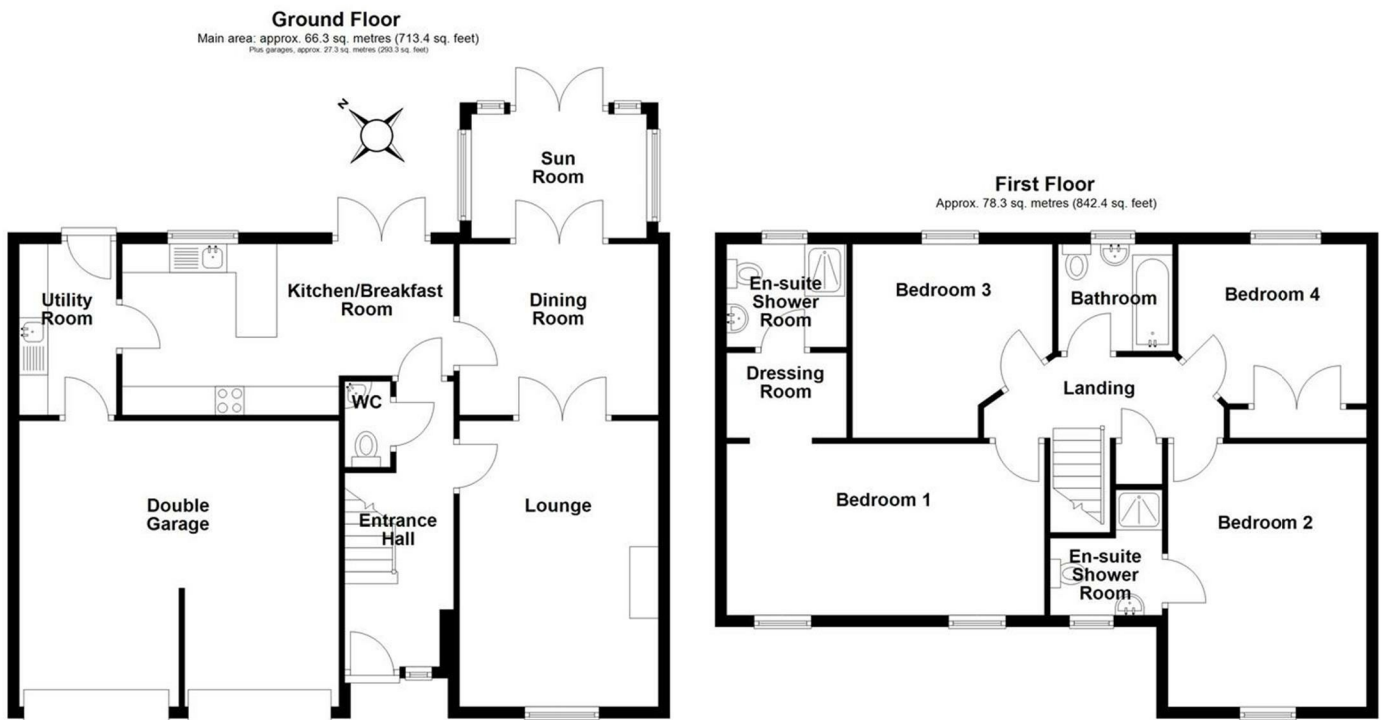 Ground Floor
Main area: approx. 66.3 sq. metres (713.4 sq. feet)
Plus garages, approx. 27.3 sq. metres (293.3 sq. feet)
N
Sun
Room
Utility
Room
Kitchen/Breakfast
Room
Dining
Room
WC
Double
Garage
Entrance
Hall
Lounge
First Floor
Approx. 78.3 sq. metres (842.4 sq. feet)
En-suite
Shower
Room
Bedroom 3
Bathroom
Bedroom 4
Dressing
Room
Landing
Bedroom 1
Bedroom 2
En-suite
Shower
Room